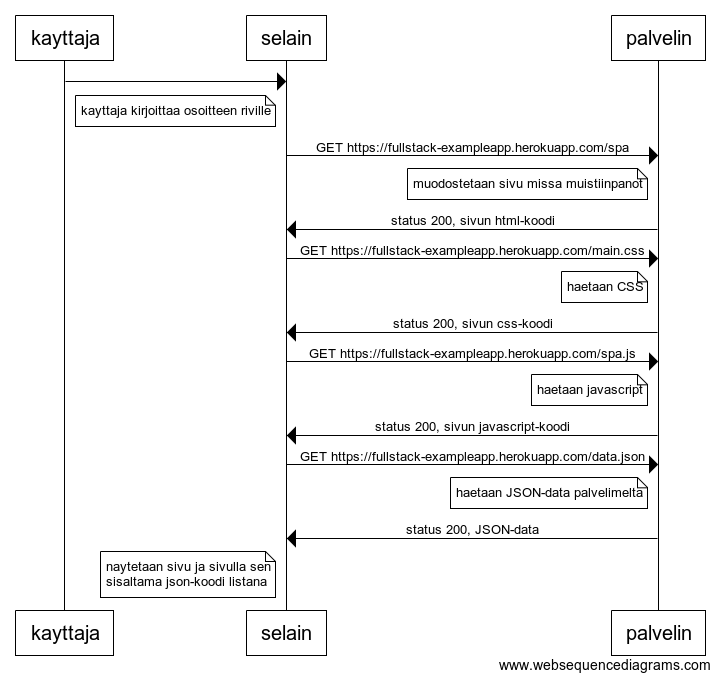 kayttaja
selain
palvelin
kayttaja kirjoittaa osoitteen riville
GET https://fullstack-exampleapp.herokuapp.com/spa
muodostetaan sivu missa muistiinpanot
status 200, sivun html-koodi
GET https://fullstack-exampleapp.herokuapp.com/main.css
haetaan CSS
status 200, sivun css-koodi
GET https://fullstack-exampleapp.herokuapp.com/spa.js
haetaan javascript
status 200, sivun javascript-koodi
GET https://fullstack-exampleapp.herokuapp.com/data.json
haetaan JSON-data palvelimelta
status 200, JSON-data
naytetaan sivu ja sivulla sen
sisaltama json-koodi listana
kayttaja
selain
palvelin
www.websequencediagrams.com